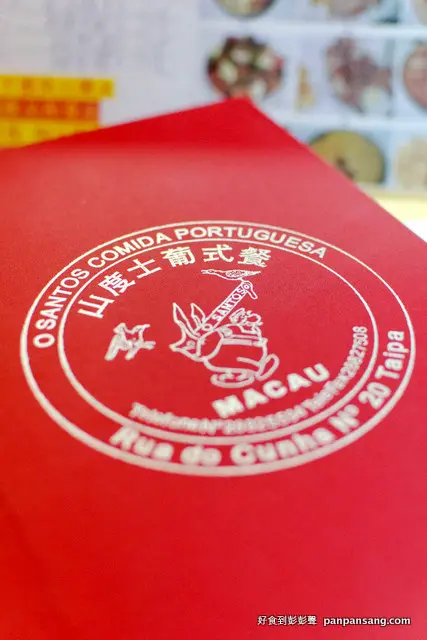 O SANTOS COMIDA PORTUGUESA
山度士葡式餐
SANTOS
MACAU
Rua do Cunha Nº 20 Taipa
好食到彭彭聲 panpansang.com